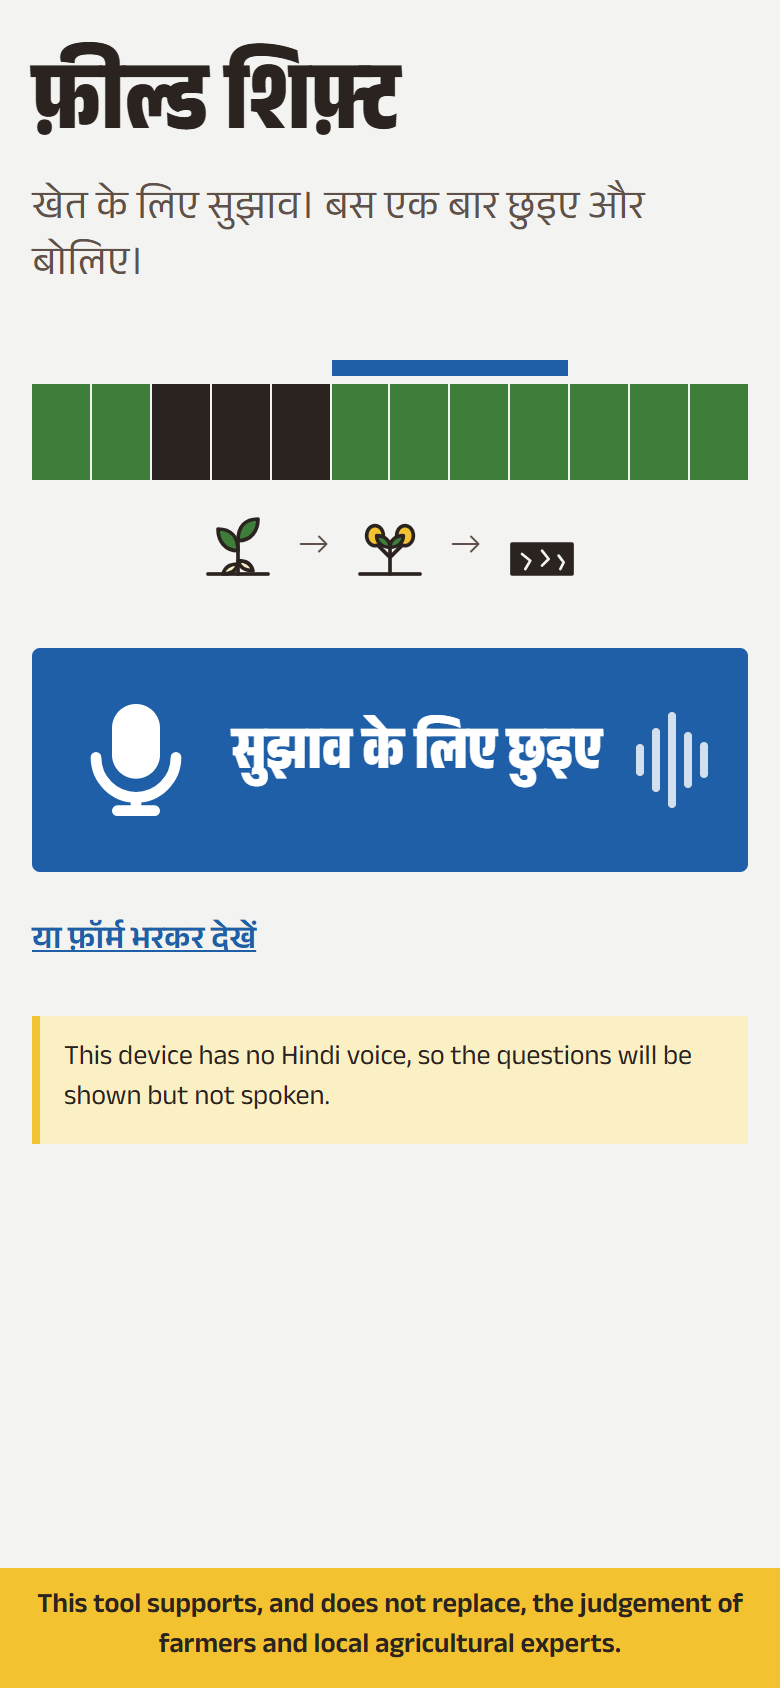 फ़ील्ड शिफ़्ट
खेत के लिए सुझाव। बस एक बार छुइए और
बोलिए।
सुझाव के लिए छुइए
या फ़ॉर्म भरकर देखें
This device has no Hindi voice, so the questions will be
shown but not spoken.
This tool supports, and does not replace, the judgement of
farmers and local agricultural experts.